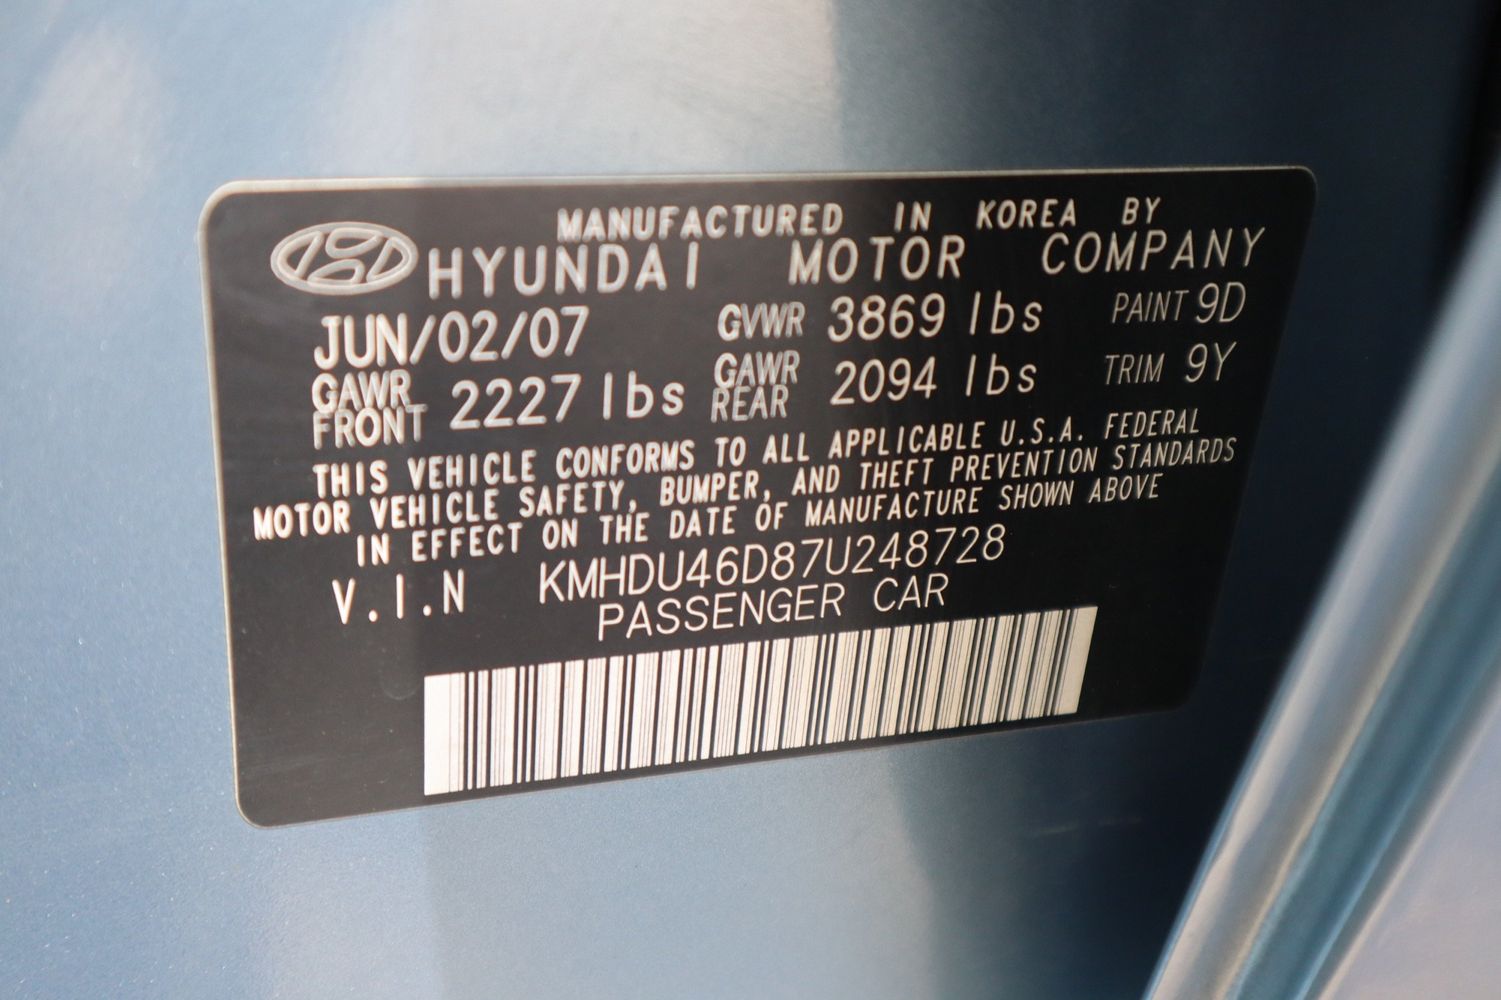 MANUFACTURED IN KOREA BY
HYUNDAI MOTOR COMPANY
JUN/02/07 GVWR 3869 lbs PAINT 9D
GAWR FRONT 2227 lbs GAWR REAR 2094 lbs TRIM 9Y
THIS VEHICLE CONFORMS TO ALL APPLICABLE U.S.A. FEDERAL
MOTOR VEHICLE SAFETY, BUMPER, AND THEFT PREVENTION STANDARDS
IN EFFECT ON THE DATE OF MANUFACTURE SHOWN ABOVE
V.I.N KMHDU46D87U248728
PASSENGER CAR